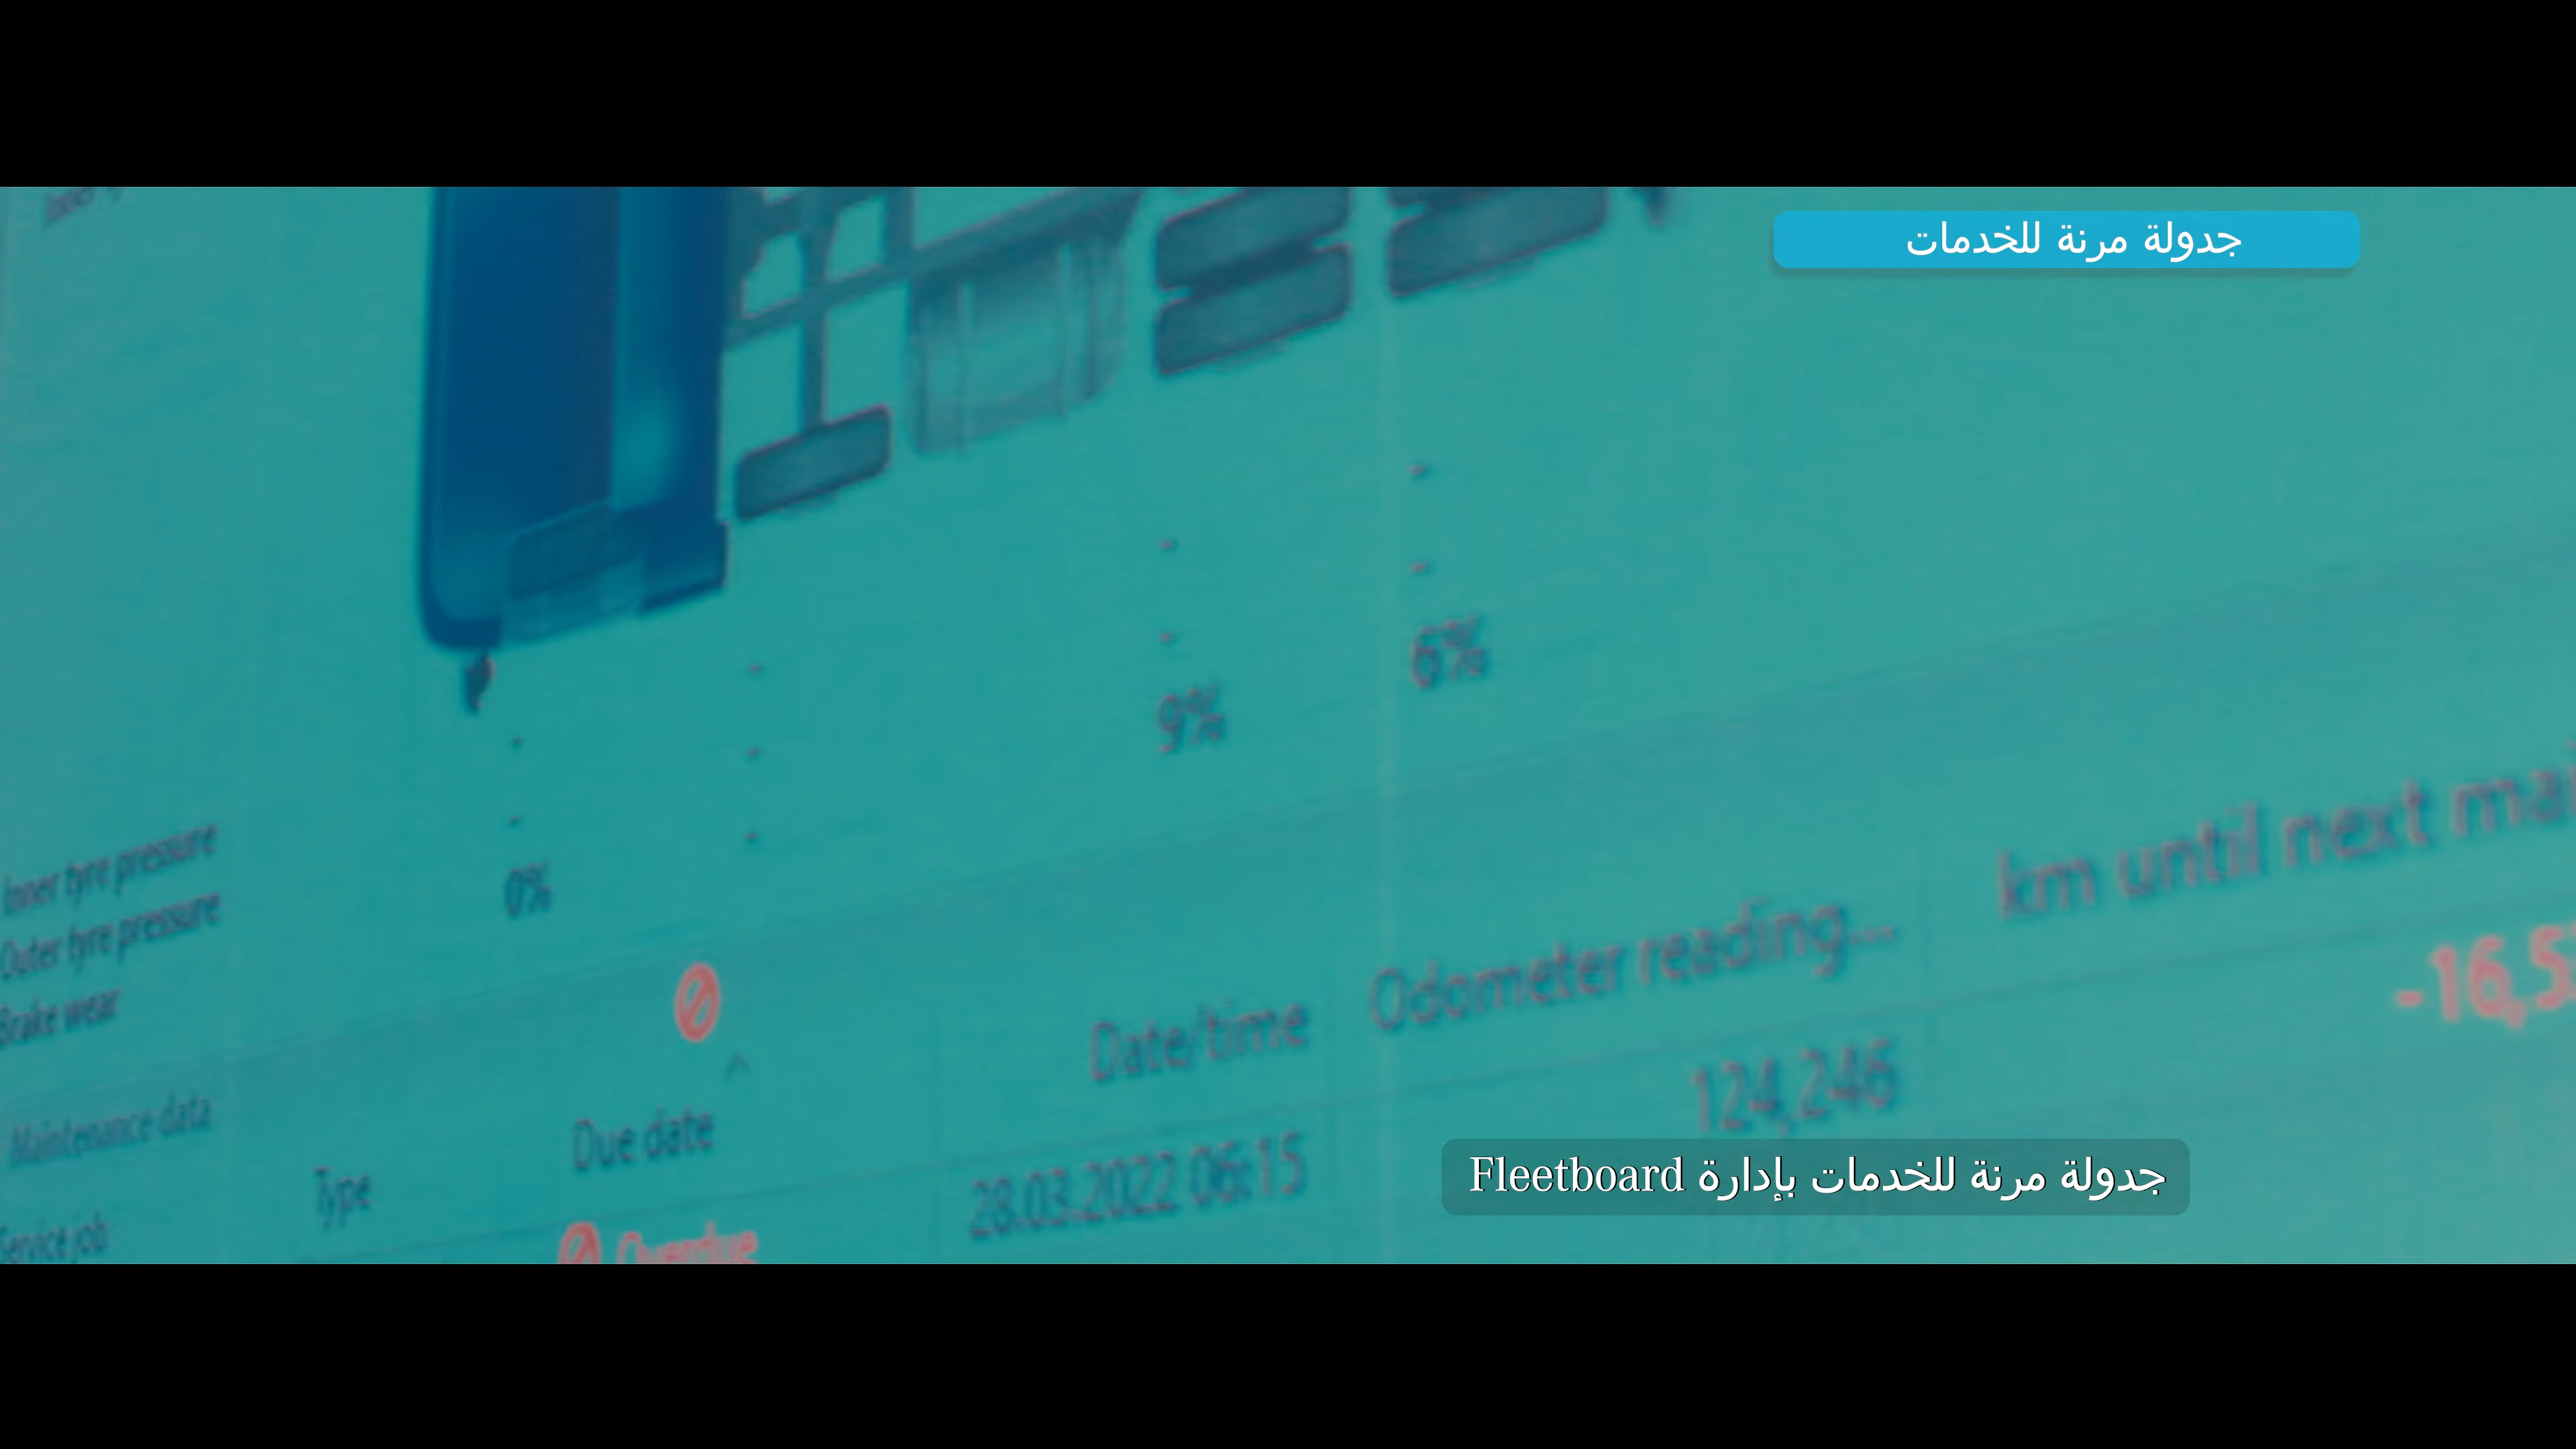 جدولة مرنة للخدمات
6%
9%
0%
Inner tyre pressure
Outer tyre pressure
Brake wear
km until next
Odometer reading...
Date/time
-16,5
124,246
Maintenance data
Due date
Type
28.03.2022 06:15
Service job
Overdue
جدولة مرنة للخدمات بإدارة Fleetboard